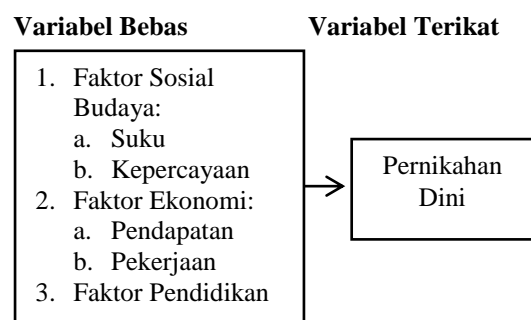 Variabel Bebas
Variabel Terikat
1. Faktor Sosial
Budaya:
a. Suku
b. Kepercayaan
2. Faktor Ekonomi:
a. Pendapatan
b. Pekerjaan
3. Faktor Pendidikan
Pernikahan
Dini